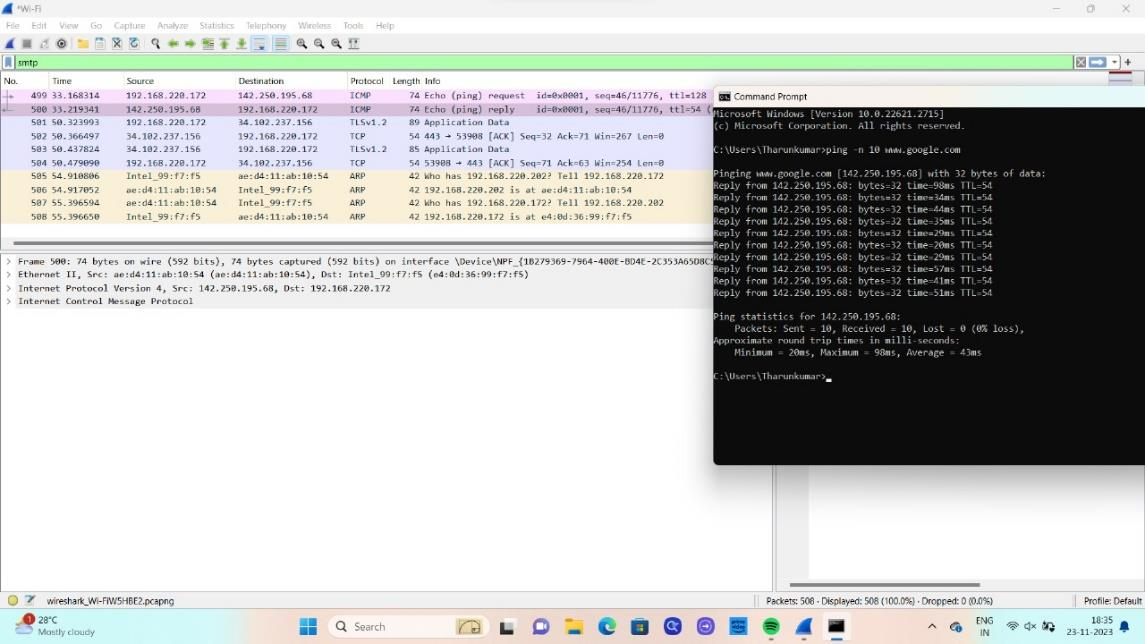 *Wi-Fi
File Edit View Go Capture Analyze Statistics Telephony Wireless Tools Help
smtp
No. Time Source Destination Protocol Length Info
499 33.168314 192.168.220.172 142.250.195.68 ICMP 74 Echo (ping) request id=0x0001, seq=46/11776, ttl=128
500 33.219341 142.250.195.68 192.168.220.172 ICMP 74 Echo (ping) reply id=0x0001, seq=46/11776, ttl=54 (
501 50.323993 192.168.220.172 34.102.237.156 TLSv1.2 89 Application Data
502 50.366497 34.102.237.156 192.168.220.172 TCP 54 443 → 53908 [ACK] Seq=32 Ack=71 Win=267 Len=0
503 50.437824 34.102.237.156 192.168.220.172 TLSv1.2 85 Application Data
504 50.479090 192.168.220.172 34.102.237.156 TCP 54 53908 → 443 [ACK] Seq=71 Ack=63 Win=254 Len=0
505 54.910806 Intel_99:f7:f5 ae:d4:11:ab:10:54 ARP 42 Who has 192.168.220.202? Tell 192.168.220.172
506 54.917052 ae:d4:11:ab:10:54 Intel_99:f7:f5 ARP 42 192.168.220.202 is at ae:d4:11:ab:10:54
507 55.396594 ae:d4:11:ab:10:54 Intel_99:f7:f5 ARP 42 Who has 192.168.220.172? Tell 192.168.220.202
508 55.396650 Intel_99:f7:f5 ae:d4:11:ab:10:54 ARP 42 192.168.220.172 is at e4:0d:36:99:f7:f5
Frame 500: 74 bytes on wire (592 bits), 74 bytes captured (592 bits) on interface \Device\NPF_{1B279369-7964-400E-BD4E-2C353A65D8C5
Ethernet II, Src: ae:d4:11:ab:10:54 (ae:d4:11:ab:10:54), Dst: Intel_99:f7:f5 (e4:0d:36:99:f7:f5)
Internet Protocol Version 4, Src: 142.250.195.68, Dst: 192.168.220.172
Internet Control Message Protocol
Command Prompt
Microsoft Windows [Version 10.0.22621.2715]
(c) Microsoft Corporation. All rights reserved.
C:\Users\Tharunkumar>ping -n 10 www.google.com
Pinging www.google.com [142.250.195.68] with 32 bytes of data:
Reply from 142.250.195.68: bytes=32 time=98ms TTL=54
Reply from 142.250.195.68: bytes=32 time=34ms TTL=54
Reply from 142.250.195.68: bytes=32 time=44ms TTL=54
Reply from 142.250.195.68: bytes=32 time=35ms TTL=54
Reply from 142.250.195.68: bytes=32 time=29ms TTL=54
Reply from 142.250.195.68: bytes=32 time=20ms TTL=54
Reply from 142.250.195.68: bytes=32 time=29ms TTL=54
Reply from 142.250.195.68: bytes=32 time=57ms TTL=54
Reply from 142.250.195.68: bytes=32 time=41ms TTL=54
Reply from 142.250.195.68: bytes=32 time=51ms TTL=54
Ping statistics for 142.250.195.68:
Packets: Sent = 10, Received = 10, Lost = 0 (0% loss),
Approximate round trip times in milli-seconds:
Minimum = 20ms, Maximum = 98ms, Average = 43ms
C:\Users\Tharunkumar>
wireshark_Wi-FiW5HBE2.pcapng
Packets: 508 · Displayed: 508 (100.0%) · Dropped: 0 (0.0%)
Profile: Default
1
28°C
Mostly cloudy
Search
ENG
IN
18:35
23-11-2023